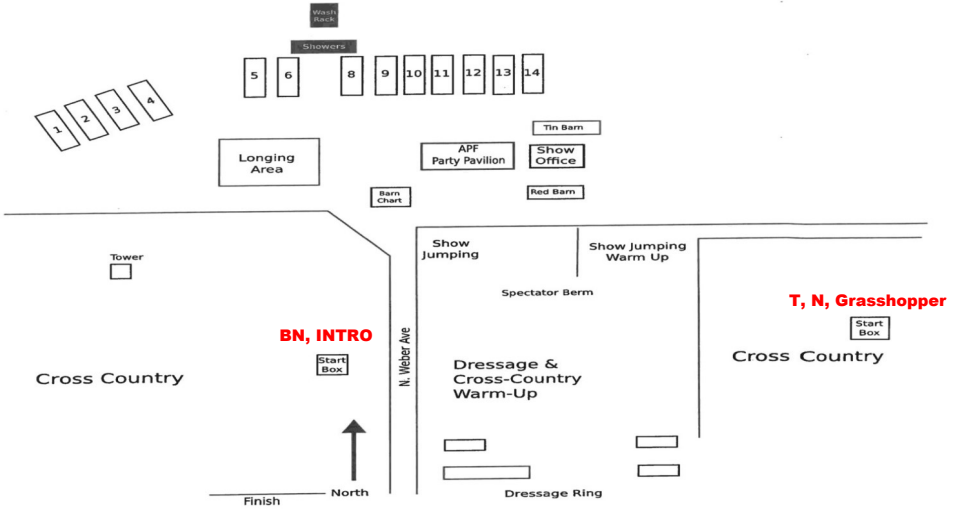 Wash
Rack
Showers
5
6
8
9
10
11
12
13
14
1
2
3
4
Tin Barn
Longing
Area
APF
Party Pavilion
Show
Office
Barn
Chart
Red Barn
Show
Jumping
Show Jumping
Warm Up
Tower
Spectator Berm
T, N, Grasshopper
Start
Box
BN, INTRO
Start
Box
N. Weber Ave
Cross Country
Dressage &
Cross-Country
Warm-Up
Cross Country
North
Finish
Dressage Ring